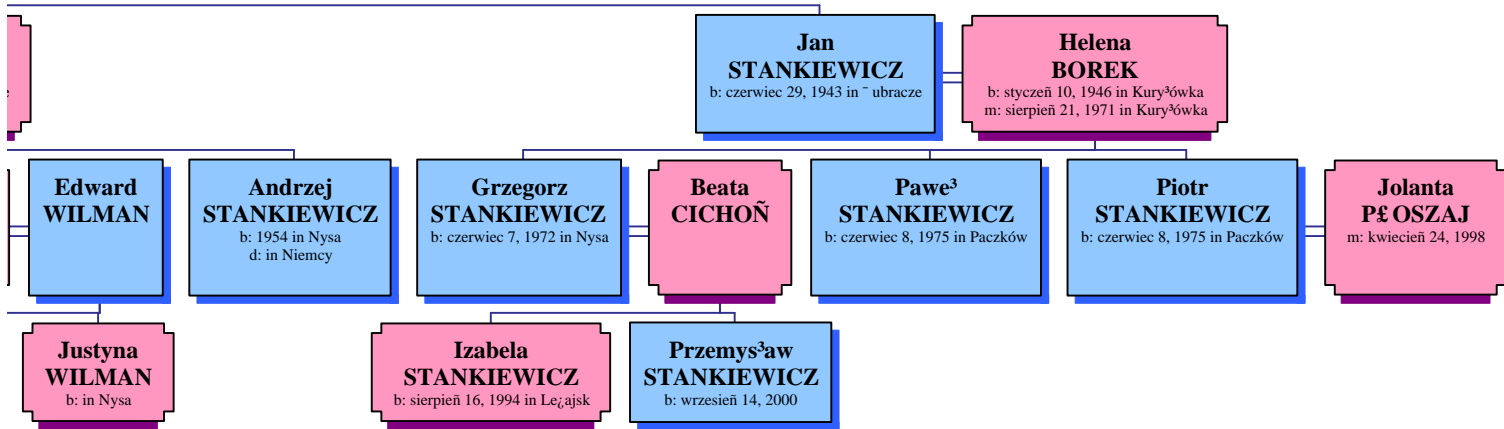 Jan
STANKIEWICZ
b: czerwiec 29, 1943 in ¯ ubracze
Helena
BOREK
b: styczeñ 10, 1946 in Kury³ówka
m: sierpieñ 21, 1971 in Kury³ówka
Edward
WILMAN
Andrzej
STANKIEWICZ
b: 1954 in Nysa
d: in Niemcy
Grzegorz
STANKIEWICZ
b: czerwiec 7, 1972 in Nysa
Beata
CICHOÑ
Pawe³
STANKIEWICZ
b: czerwiec 8, 1975 in Paczków
Piotr
STANKIEWICZ
b: czerwiec 8, 1975 in Paczków
Jolanta
P£ OSZAJ
m: kwiecieñ 24, 1998
Justyna
WILMAN
b: in Nysa
Izabela
STANKIEWICZ
b: sierpieñ 16, 1994 in Le¿ajsk
Przemys³aw
STANKIEWICZ
b: wrzesieñ 14, 2000